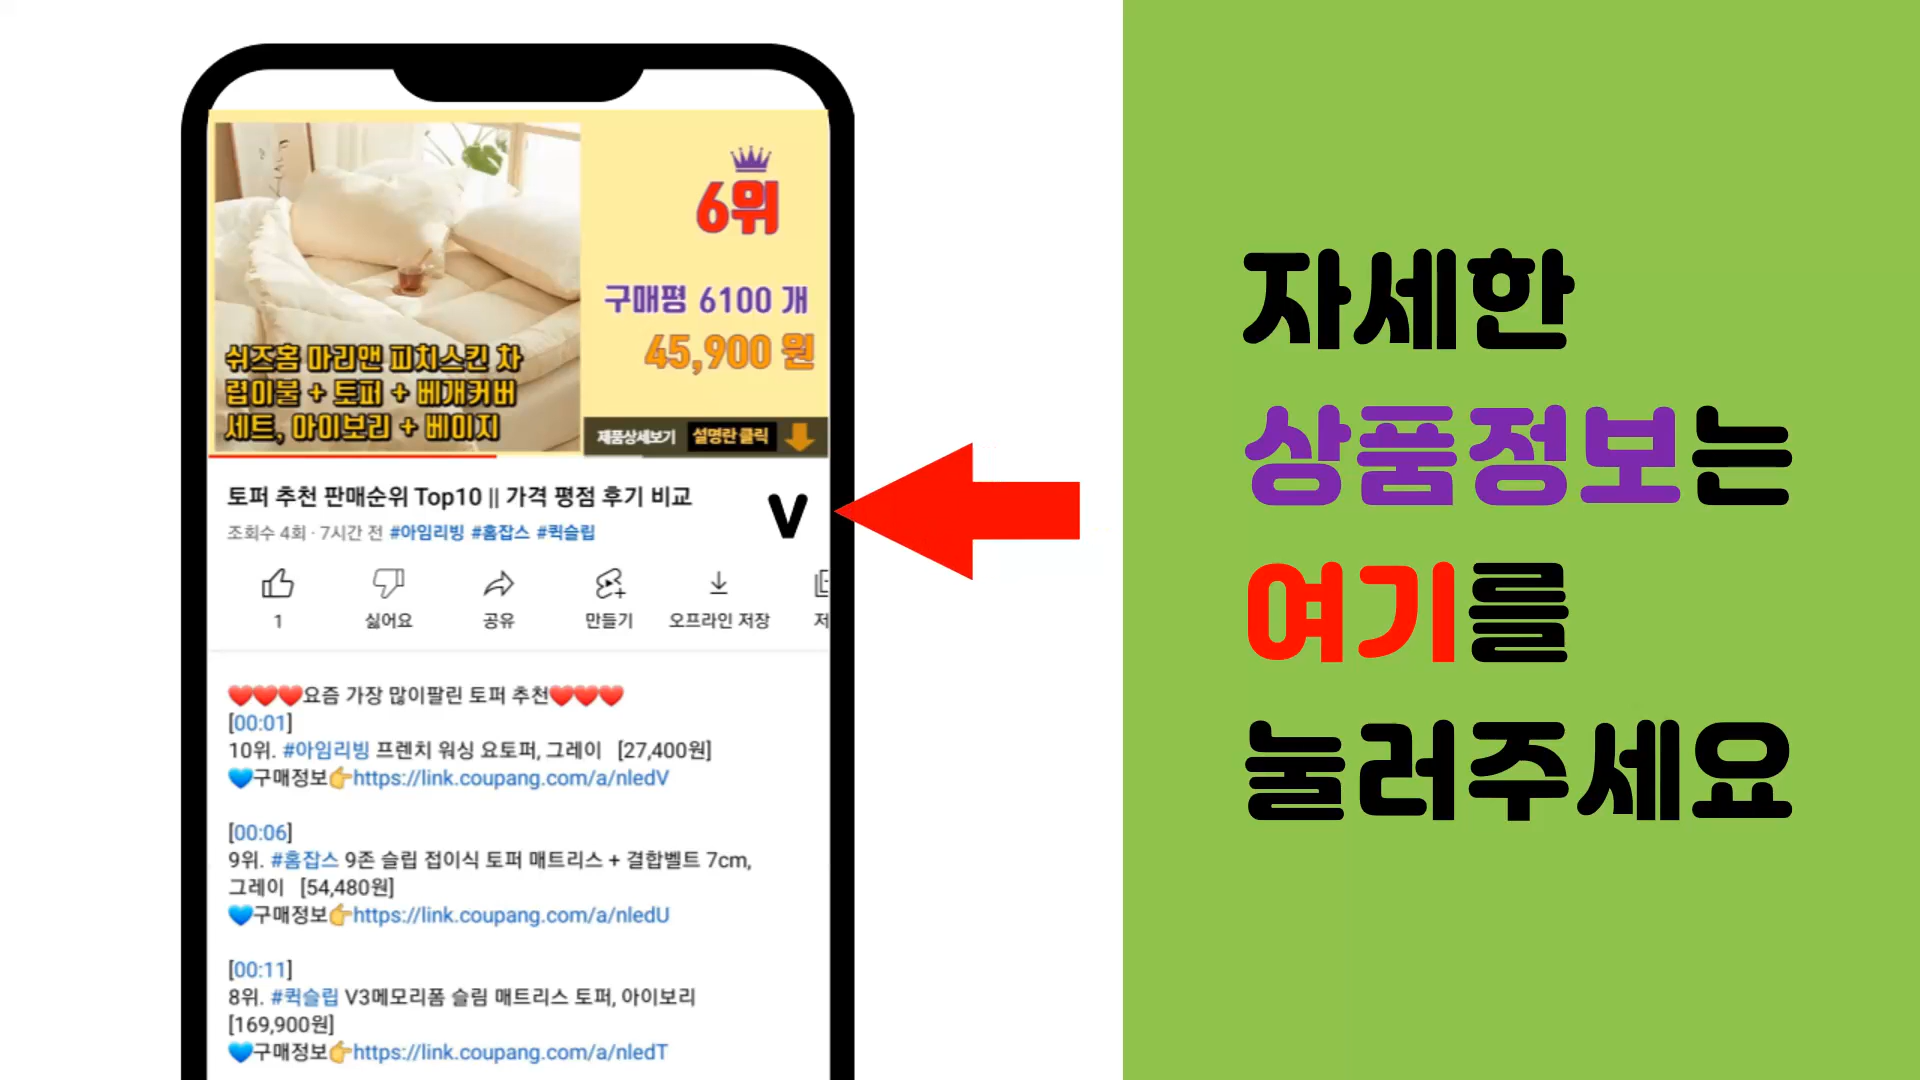 6위
구매평 6100 개
45,900 원
쉬즈홈 마리앤 피치스킨 차
렵이불 + 토퍼 + 베개커버
세트, 아이보리 + 베이지
제품상세보기 설명란 클릭
토퍼 추천 판매순위 Top10 || 가격 평점 후기 비교
V
조회수 4회 · 7시간 전 #아임리빙 #홈잡스 #퀵슬립
1 싫어요 공유 만들기 오프라인 저장 저
❤️❤️❤️요즘 가장 많이팔린 토퍼 추천❤️❤️❤️
[00:01]
10위. #아임리빙 프렌치 워싱 요토퍼, 그레이 [27,400원]
💙구매정보👉https://link.coupang.com/a/nledV
[00:06]
9위. #홈잡스 9존 슬립 접이식 토퍼 매트리스 + 결합벨트 7cm,
그레이 [54,480원]
💙구매정보👉https://link.coupang.com/a/nledU
[00:11]
8위. #퀵슬립 V3메모리폼 슬림 매트리스 토퍼, 아이보리
[169,900원]
💙구매정보👉https://link.coupang.com/a/nledT
자세한
상품정보는
여기를
눌러주세요